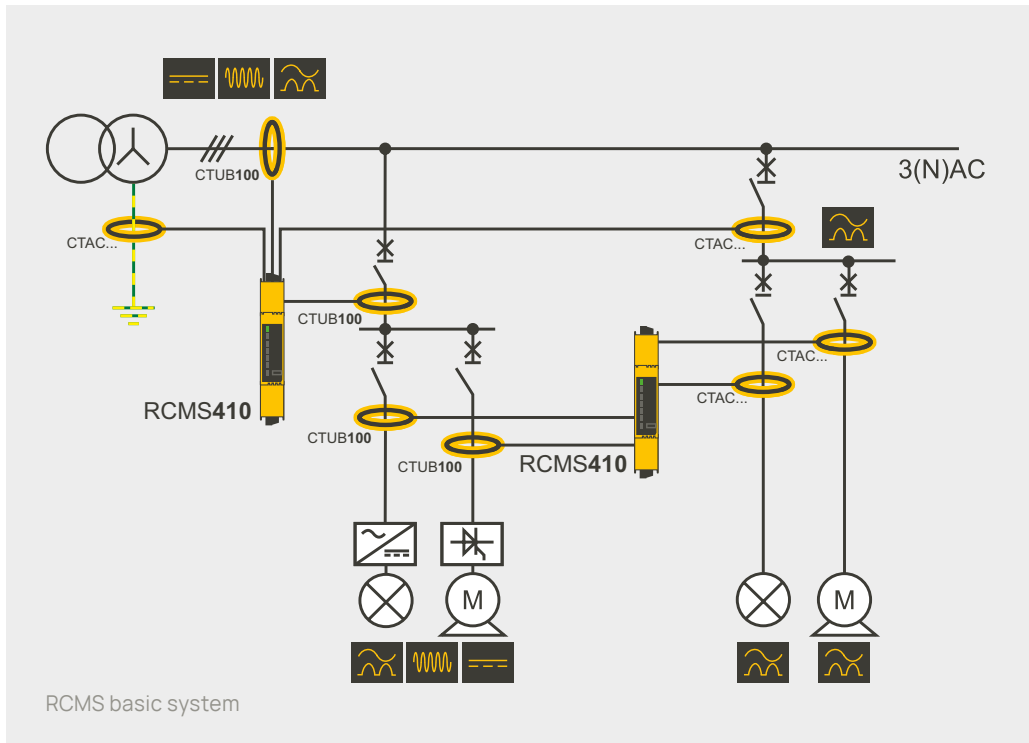 CTUB100
3(N)AC
CTAC...
CTAC...
CTUB100
CTAC...
RCMS410
CTAC...
CTUB100
CTUB100
RCMS410
M
M
RCMS basic system